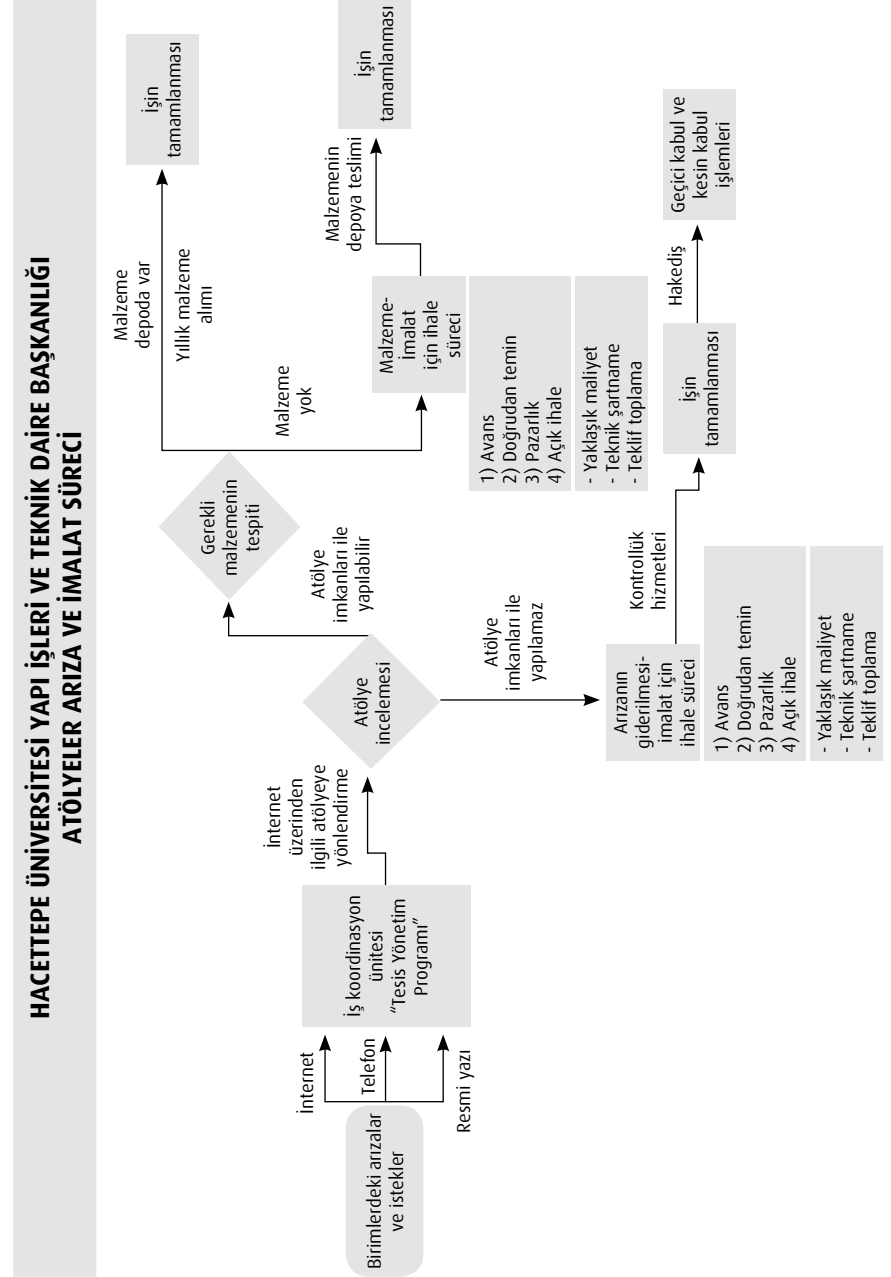 HACETTEPE ÜNİVERSİTESİ YAPI İŞLERİ VE TEKNİK DAİRE BAŞKANLIĞI
ATÖLYELER ARIZA VE İMALAT SÜRECİ
Birimlerdeki arızalar
ve istekler
İnternet
Telefon
Resmi yazı
İş koordinasyon
ünitesi
“Tesis Yönetim
Programı”
İnternet
üzerinden
ilgili atölyeye
yönlendirme
Atölye
incelemesi
Atölye
imkanları ile
yapılabilir
Atölye
imkanları ile
yapılamaz
Gerekli
malzemenin
tespiti
Malzeme
depoda var
Yıllık malzeme
alımı
İşin
tamamlanması
Malzeme
yok
Malzeme-
İmalat
için ihale
süreci
1) Avans
2) Doğrudan temin
3) Pazarlık
4) Açık ihale
- Yaklaşık maliyet
- Teknik şartname
- Teklif toplama
Malzemenin
depoya teslimi
İşin
tamamlanması
Arızanın
giderilmesi-
imalat için
ihale süreci
1) Avans
2) Doğrudan temin
3) Pazarlık
4) Açık ihale
- Yaklaşık maliyet
- Teknik şartname
- Teklif toplama
Kontrollük
hizmetleri
İşin
tamamlanması
Hakediş
Geçici kabul ve
kesin kabul
işlemleri